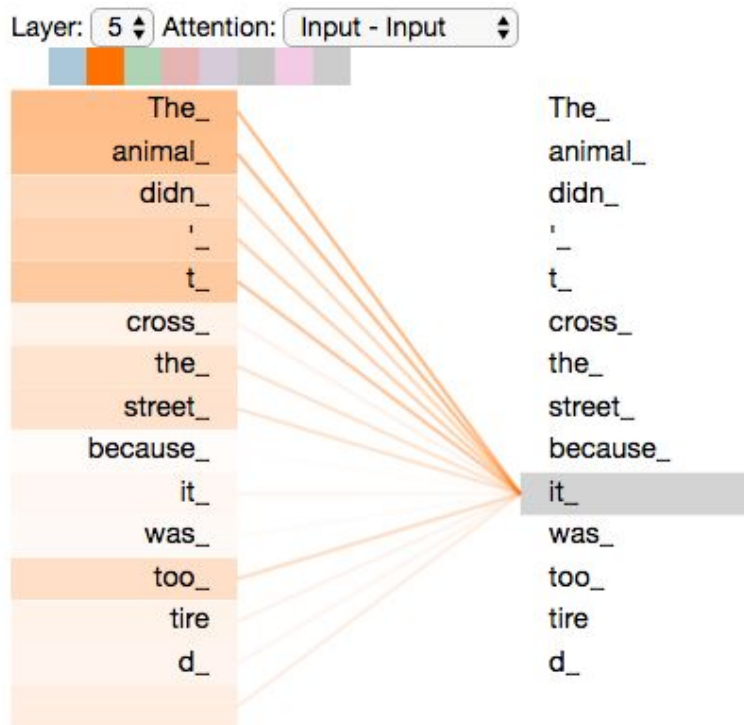 Layer: 5 Attention: Input - Input
The_ The_
animal_ animal_
didn_ didn_
'_ '_
t_ t_
cross_ cross_
the_ the_
street_ street_
because_ because_
it_ it_
was_ was_
too_ too_
tire tire
d_ d_